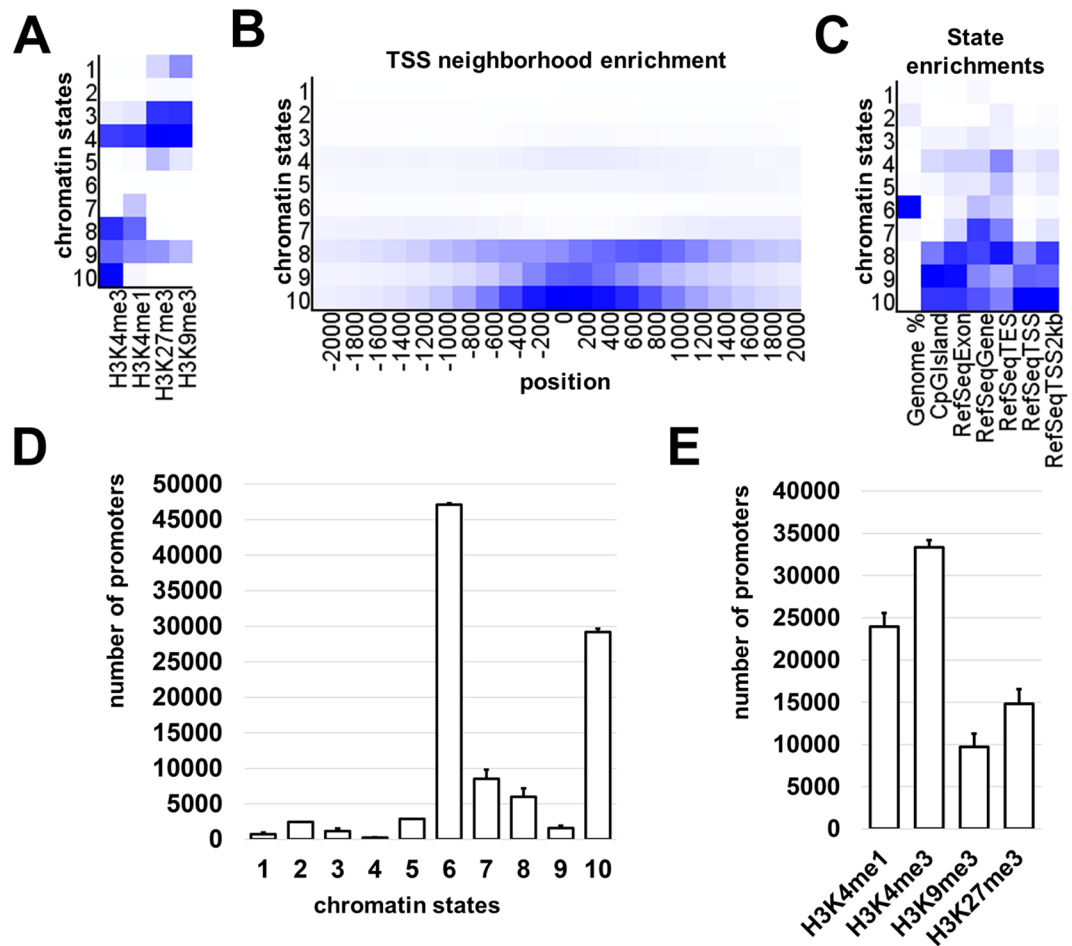 A
chromatin states
1
2
3
4
5
6
7
8
9
10
H3K4me3
H3K4me1
H3K27me3
H3K9me3
B
TSS neighborhood enrichment
chromatin states
1
2
3
4
5
6
7
8
9
10
-2000
-1800
-1600
-1400
-1200
-1000
-800
-600
-400
-200
0
200
400
600
800
1000
1200
1400
1600
1800
2000
position
C
State
enrichments
chromatin states
1
2
3
4
5
6
7
8
9
10
Genome %
CpGIsland
RefSeqExon
RefSeqGene
RefSeqTES
RefSeqTSS
RefSeqTSS2kb
D
number of promoters
50000
45000
40000
35000
30000
25000
20000
15000
10000
5000
0
1 2 3 4 5 6 7 8 9 10
chromatin states
E
number of promoters
40000
35000
30000
25000
20000
15000
10000
5000
0
H3K4me1
H3K4me3
H3K9me3
H3K27me3